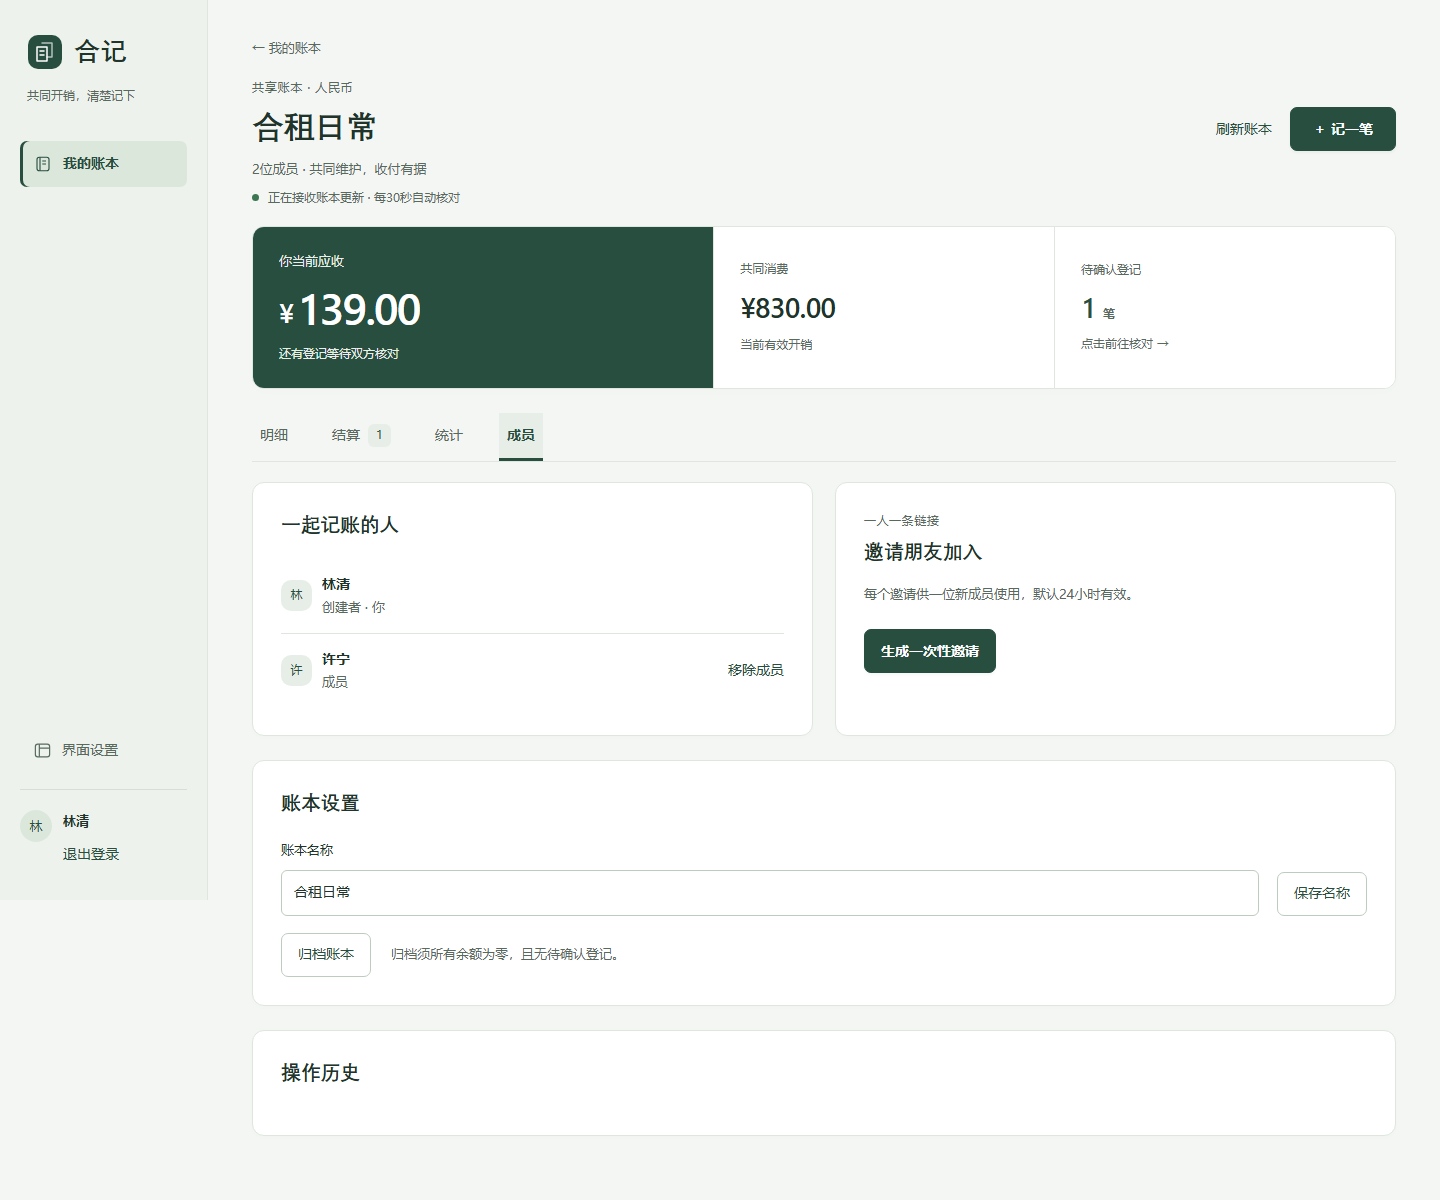 合记
共同开销，清楚记下
我的账本
界面设置
林
林清
退出登录
← 我的账本
共享账本 · 人民币
合租日常
2位成员 · 共同维护，收付有据
正在接收账本更新 · 每30秒自动核对
刷新账本
+ 记一笔
你当前应收
¥ 139.00
还有登记等待双方核对
共同消费
¥830.00
当前有效开销
待确认登记
1 笔
点击前往核对 →
明细
结算 1
统计
成员
一起记账的人
林
林清
创建者 · 你
许
许宁
成员
移除成员
一人一条链接
邀请朋友加入
每个邀请供一位新成员使用，默认24小时有效。
生成一次性邀请
账本设置
账本名称
合租日常
保存名称
归档账本
归档须所有余额为零，且无待确认登记。
操作历史